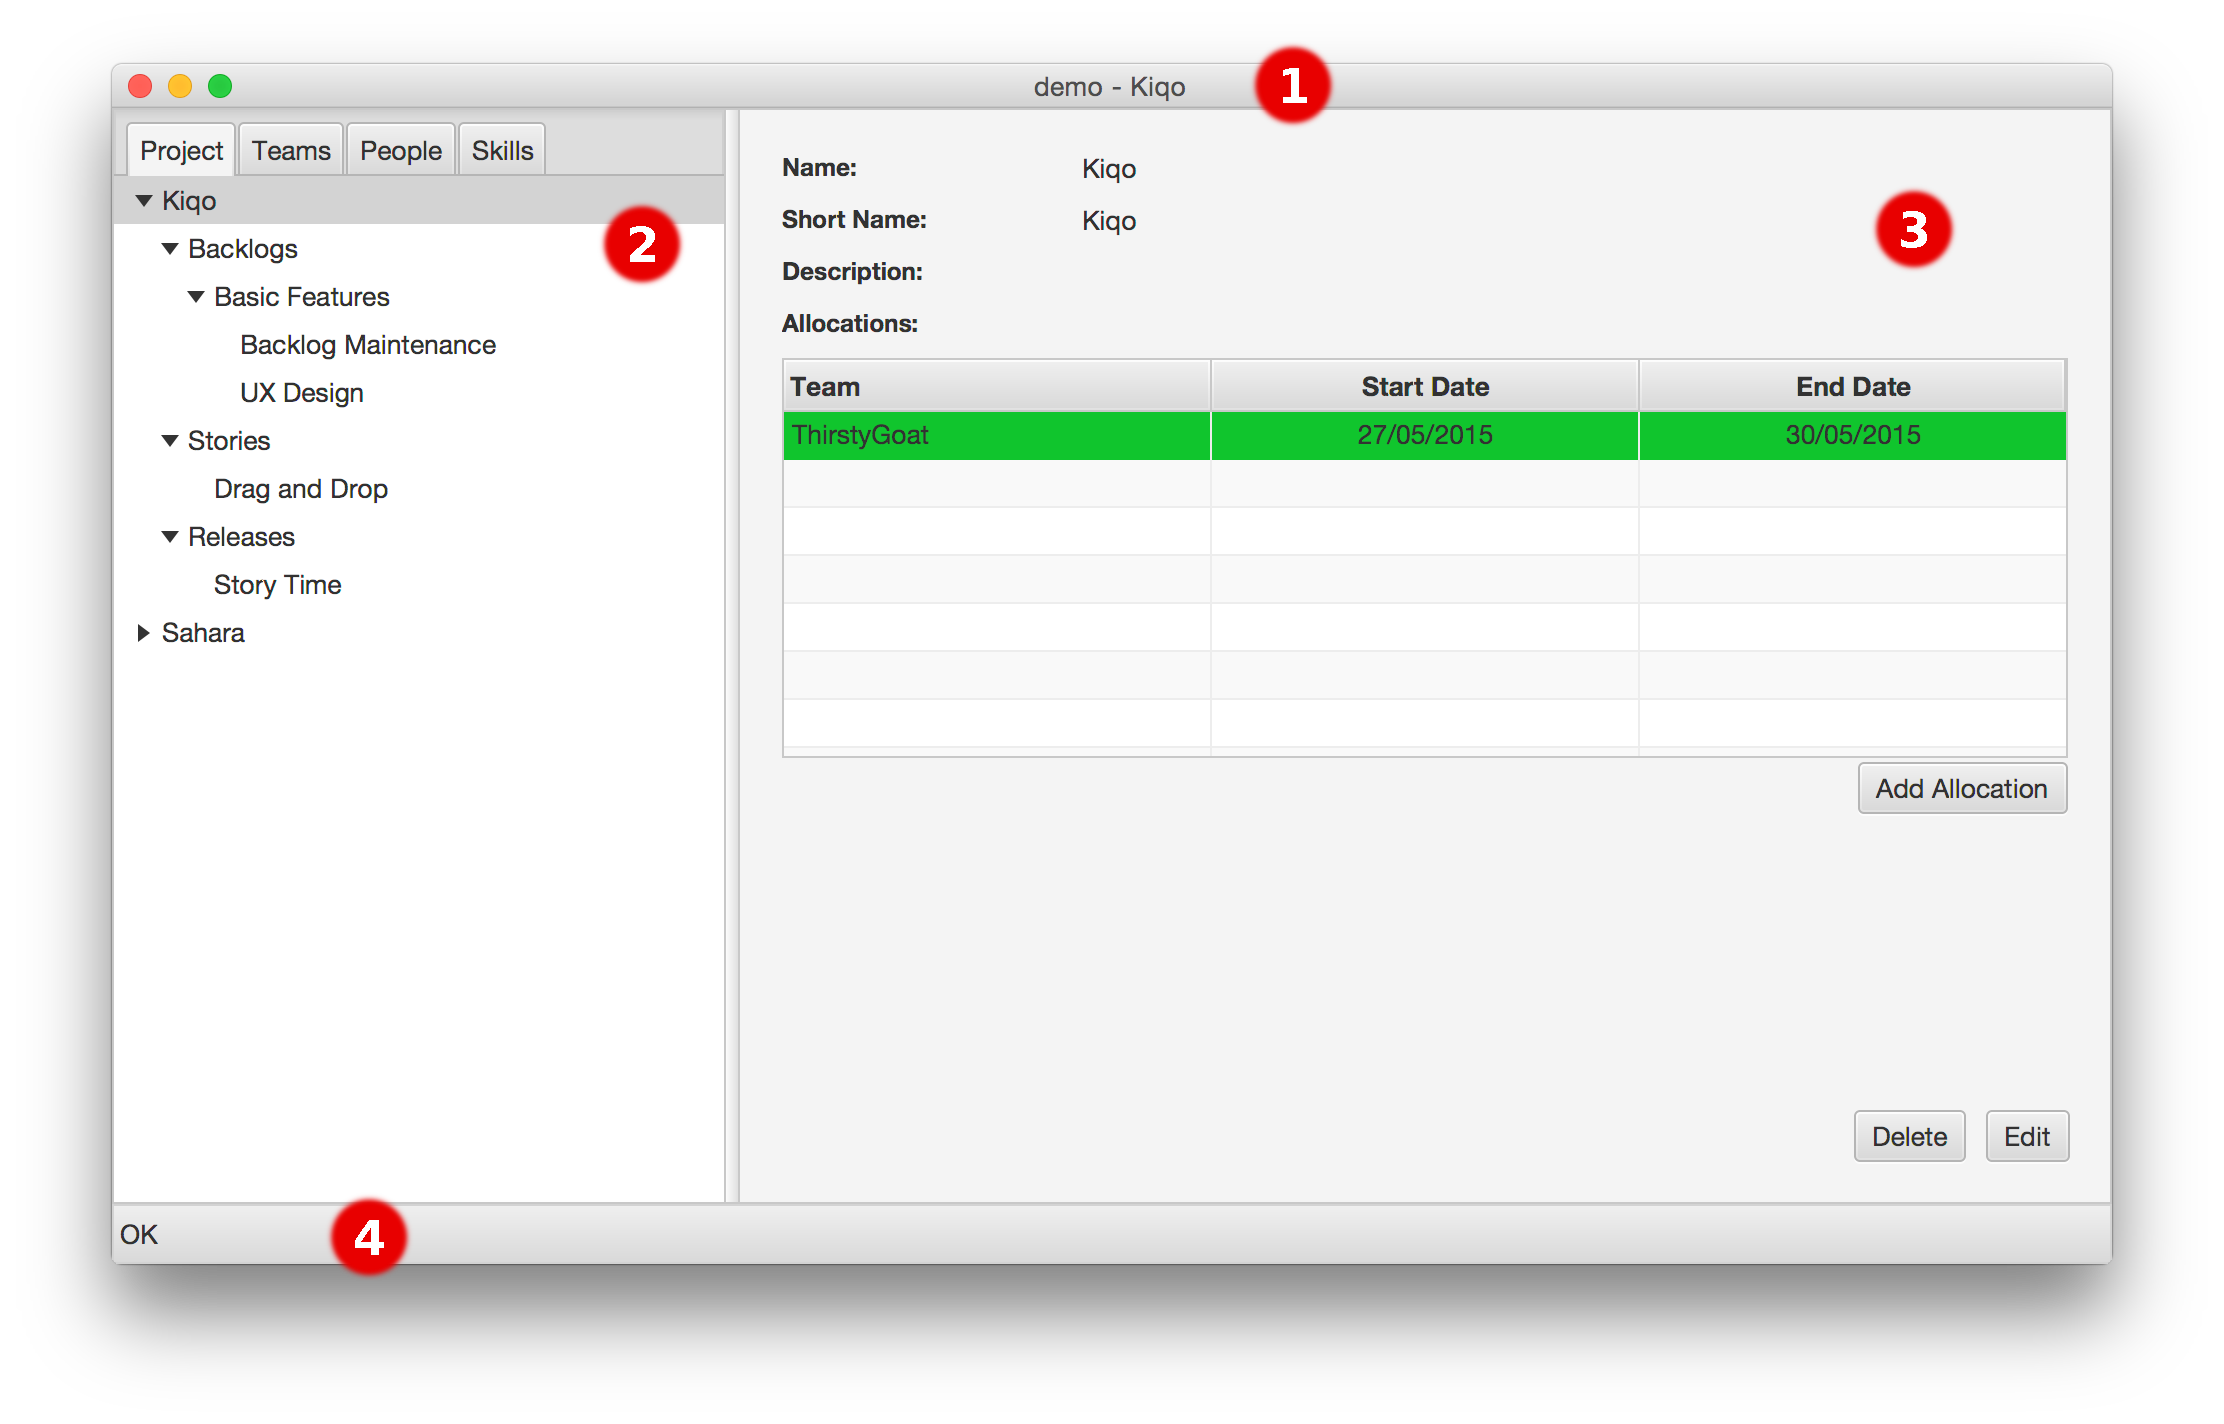 demo - Kiqo 1
Project Teams People Skills
Kiqo
2
Backlogs
Basic Features
Backlog Maintenance
UX Design
Stories
Drag and Drop
Releases
Story Time
Sahara
Name: Kiqo
3
Short Name: Kiqo
Description:
Allocations:
Team Start Date End Date
ThirstyGoat 27/05/2015 30/05/2015
Add Allocation
Delete Edit
OK 4